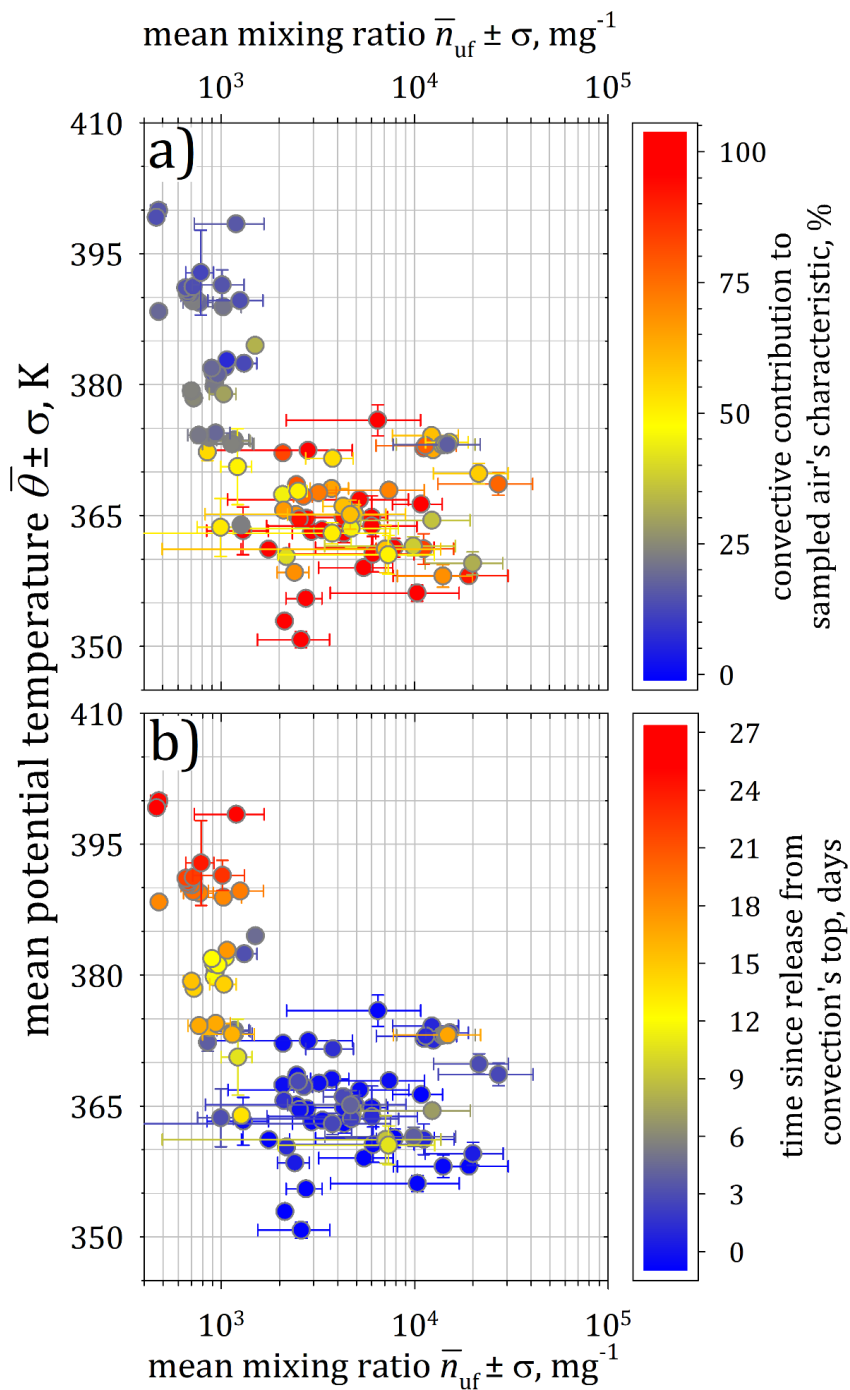 mean mixing ratio n̅uf ± σ, mg⁻¹
10³ 10⁴ 10⁵
a)
410
395
380
365
350
100
75
50
25
0
convective contribution to
sampled air's characteristic, %
mean potential temperature θ̅ ± σ, K
b)
410
395
380
365
350
27
24
21
18
15
12
9
6
3
0
time since release from
convection's top, days
10³ 10⁴ 10⁵
mean mixing ratio n̅uf ± σ, mg⁻¹